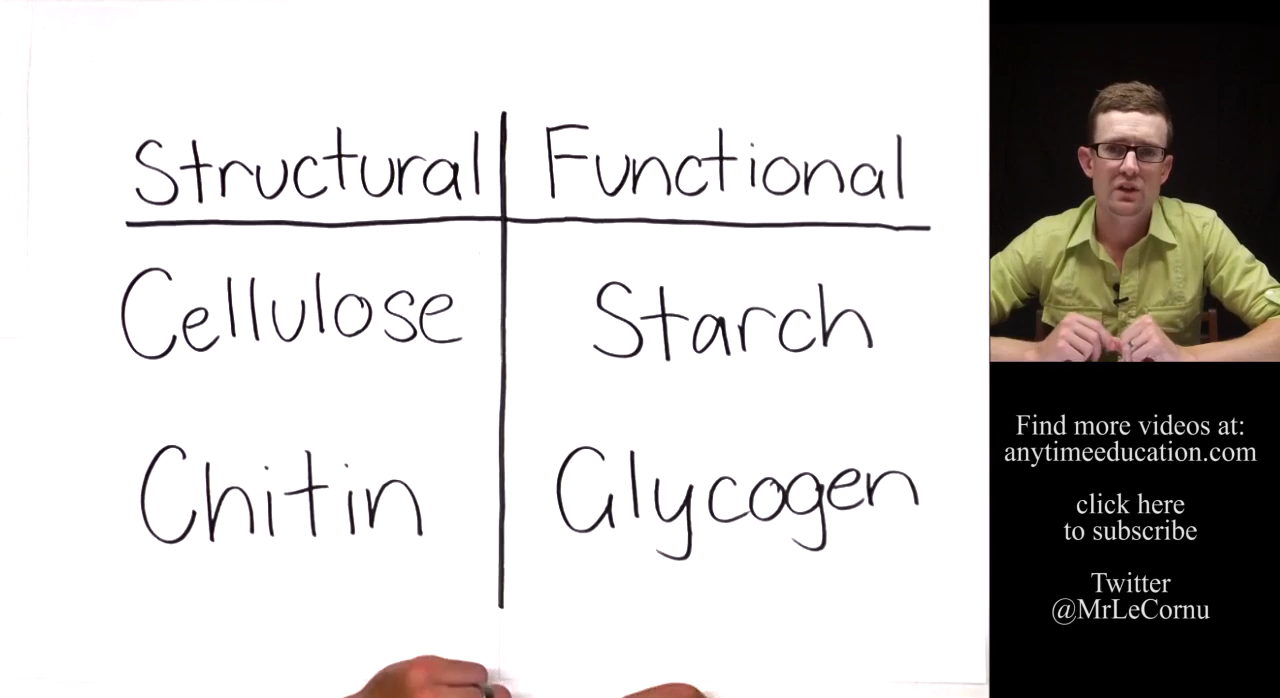 Structural Functional
Cellulose Starch
Chitin Glycogen
Find more videos at:
anytimeeducation.com
click here
to subscribe
Twitter
@MrLeCornu